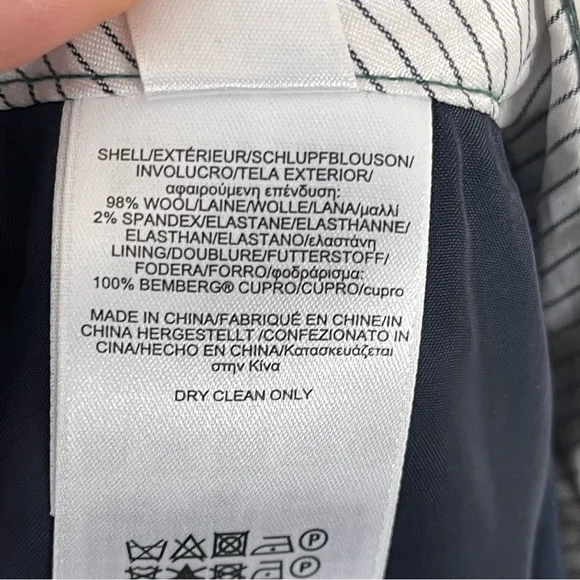 SHELL/EXTÉRIEUR/SCHLUPFBLOUSON/
INVOLUCRO/TELA EXTERIOR/
αφαιρούμενη επένδυση:
98% WOOL/LAINE/WOLLE/LANA/μαλλί
2% SPANDEX/ELASTANE/ELASTHANNE/
ELASTHAN/ELASTANO/ελαστάνη
LINING/DOUBLURE/FUTTERSTOFF/
FODERA/FORRO/φοδράρισμα:
100% BEMBERG® CUPRO/CUPRO/cupro
MADE IN CHINA/FABRIQUÉ EN CHINE/IN
CHINA HERGESTELLT /CONFEZIONATO IN
CINA/HECHO EN CHINA/Κατασκευάζεται
στην Κίνα
DRY CLEAN ONLY
P
P